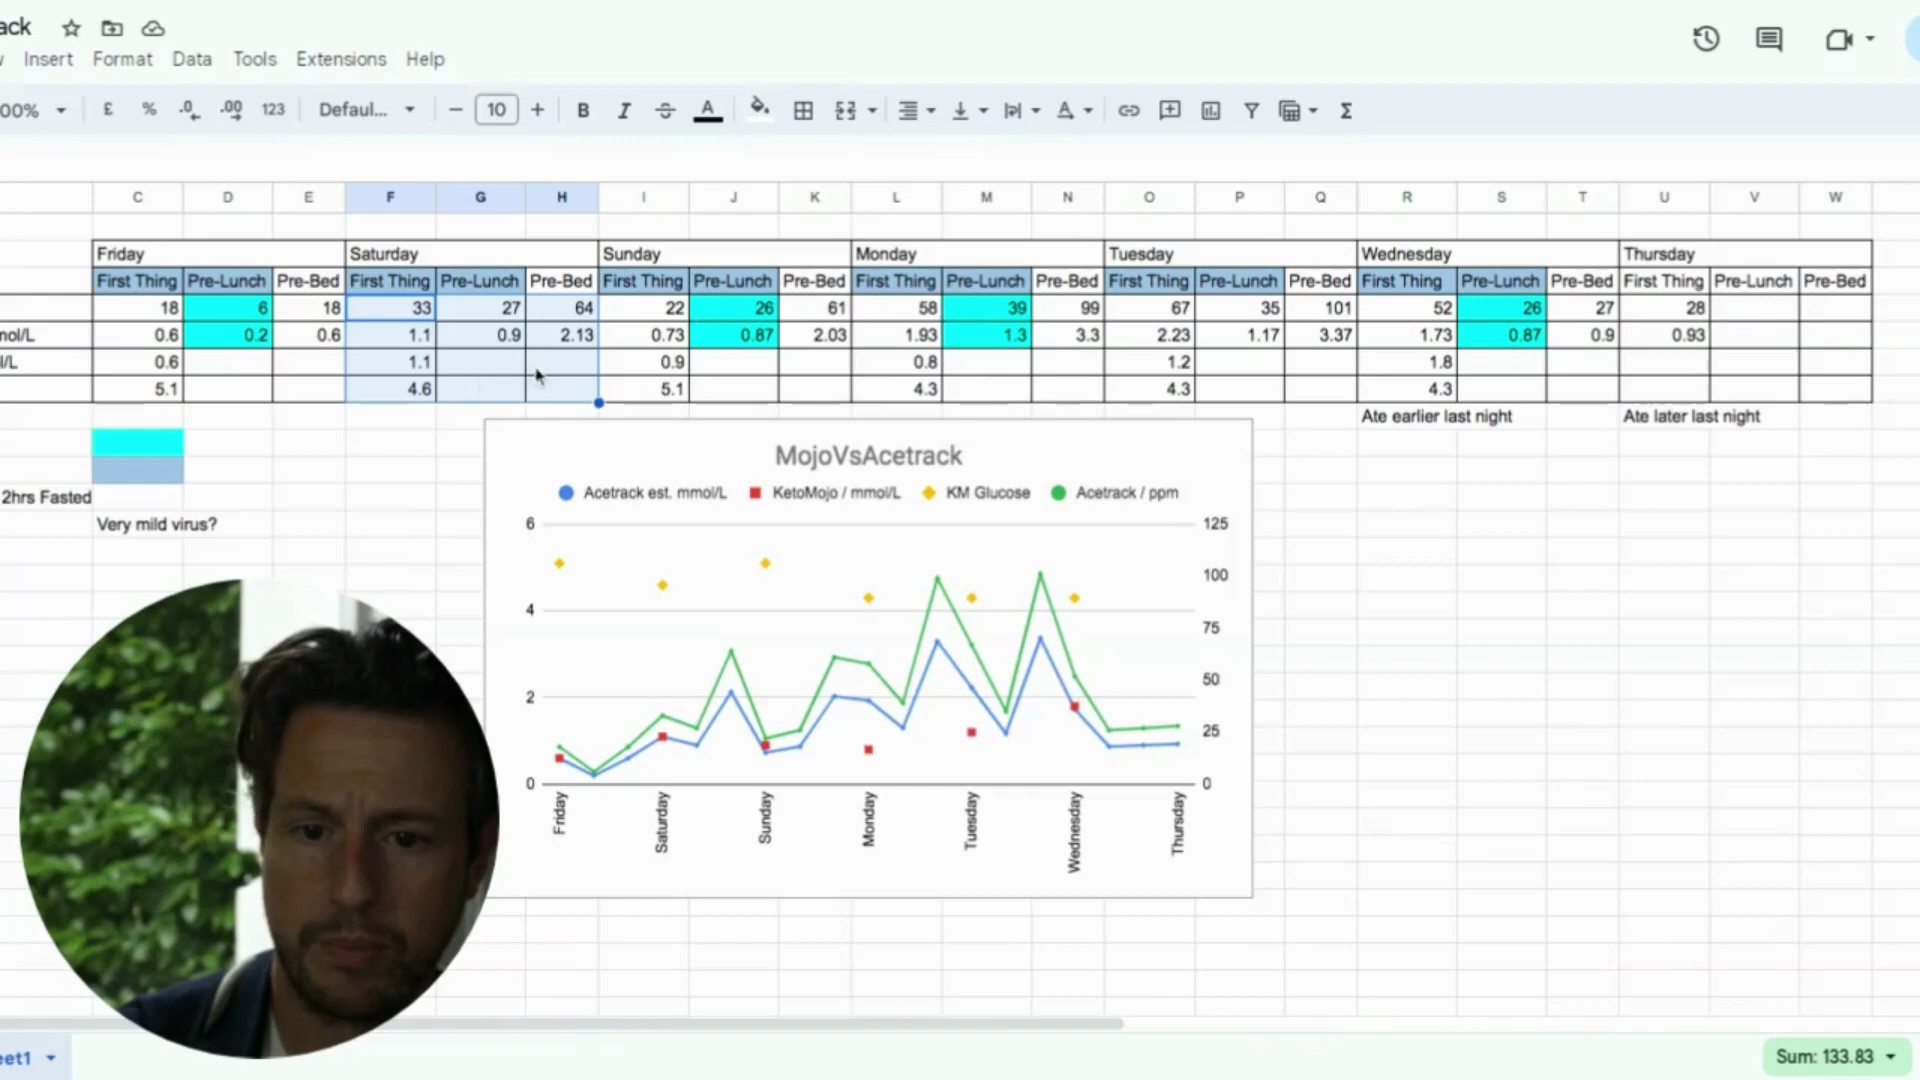 ack
Insert Format Data Tools Extensions Help
00% £ % .0 .00 123 Defaul... − 10 + B I A A Σ
C D E F G H I J K L M N O P Q R S T U V W
Friday Saturday Sunday Monday Tuesday Wednesday Thursday
First Thing Pre-Lunch Pre-Bed First Thing Pre-Lunch Pre-Bed First Thing Pre-Lunch Pre-Bed First Thing Pre-Lunch Pre-Bed First Thing Pre-Lunch Pre-Bed First Thing Pre-Lunch Pre-Bed First Thing Pre-Lunch Pre-Bed
18 6 18 33 27 64 22 26 61 58 39 99 67 35 101 52 26 27 28
nol/L 0.6 0.2 0.6 1.1 0.9 2.13 0.73 0.87 2.03 1.93 1.3 3.3 2.23 1.17 3.37 1.73 0.87 0.9 0.93
l/L 0.6 1.1 0.9 0.8 1.2 1.8
5.1 4.6 5.1 4.3 4.3 4.3
Ate earlier last night Ate later last night
2hrs Fasted
Very mild virus?
MojoVsAcetrack
Acetrack est. mmol/L KetoMojo / mmol/L KM Glucose Acetrack / ppm
6 125
100
4
75
50
2
25
0 0
Friday Saturday Sunday Monday Tuesday Wednesday Thursday
eet1
Sum: 133.83